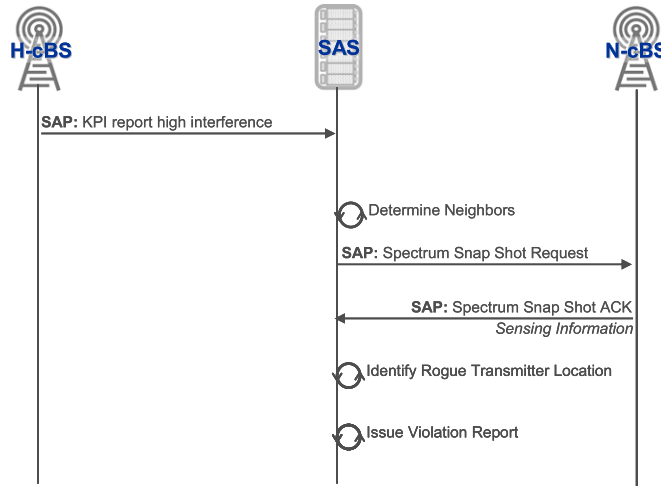 H-cBS
SAS
N-cBS
SAP: KPI report high interference
Determine Neighbors
SAP: Spectrum Snap Shot Request
SAP: Spectrum Snap Shot ACK
Sensing Information
Identify Rogue Transmitter Location
Issue Violation Report